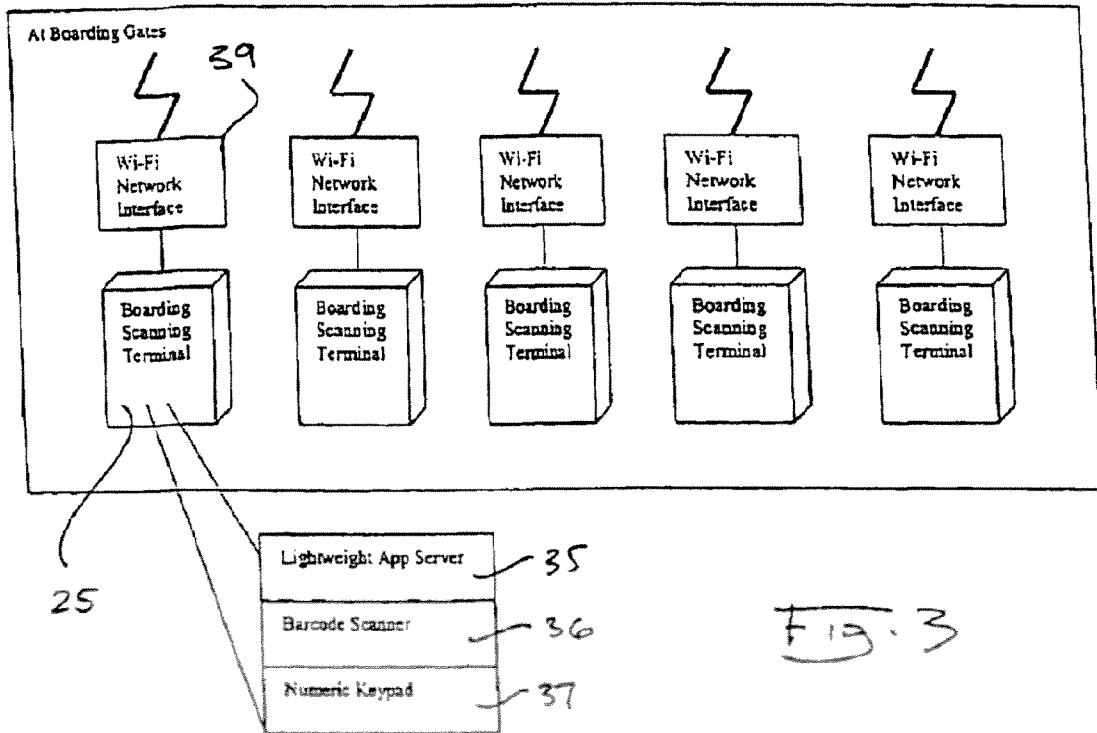 At Boarding Gates
39
Wi-Fi
Network
Interface
Wi-Fi
Network
Interface
Wi-Fi
Network
Interface
Wi-Fi
Network
Interface
Wi-Fi
Network
Interface
Boarding
Scanning
Terminal
Boarding
Scanning
Terminal
Boarding
Scanning
Terminal
Boarding
Scanning
Terminal
Boarding
Scanning
Terminal
25
Lightweight App Server
35
Barcode Scanner
36
Numeric Keypad
37
Fig. 3